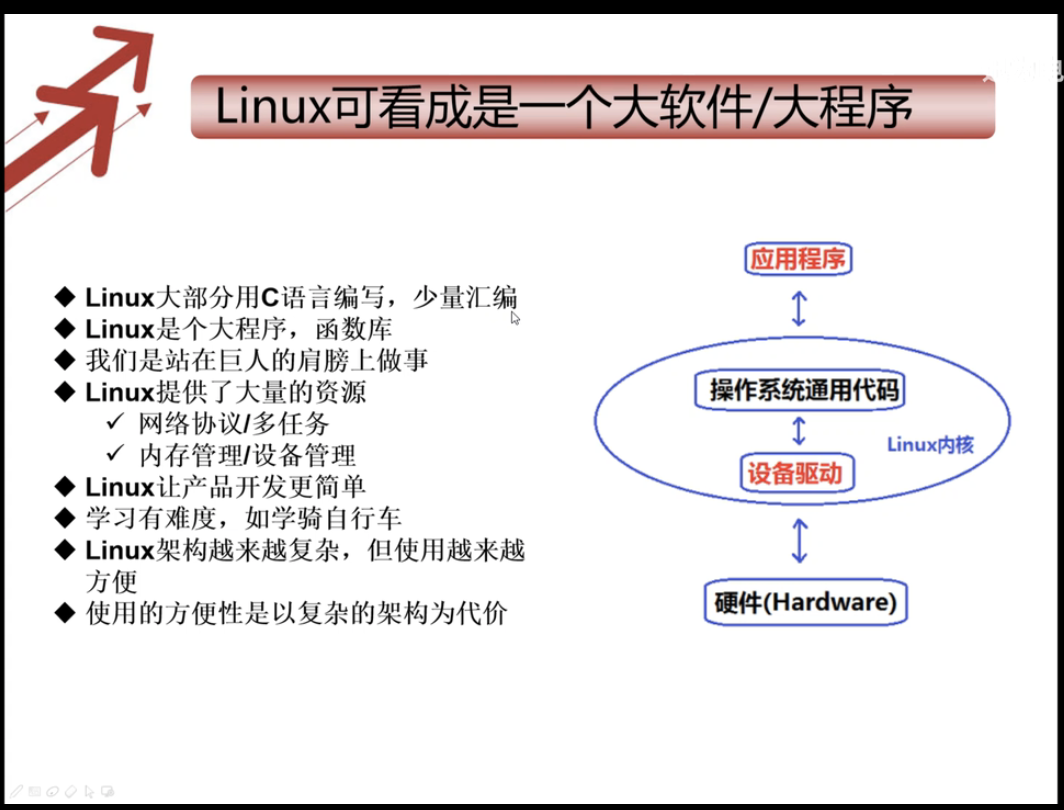 Linux可看成是一个大软件/大程序
Linux大部分用C语言编写，少量汇编
Linux是个大程序，函数库
我们是站在巨人的肩膀上做事
Linux提供了大量的资源
网络协议/多任务
内存管理/设备管理
Linux让产品开发更简单
学习有难度，如学骑自行车
Linux架构越来越复杂，但使用越来越
方便
使用的方便性是以复杂的架构为代价
应用程序
操作系统通用代码
Linux内核
设备驱动
硬件(Hardware)